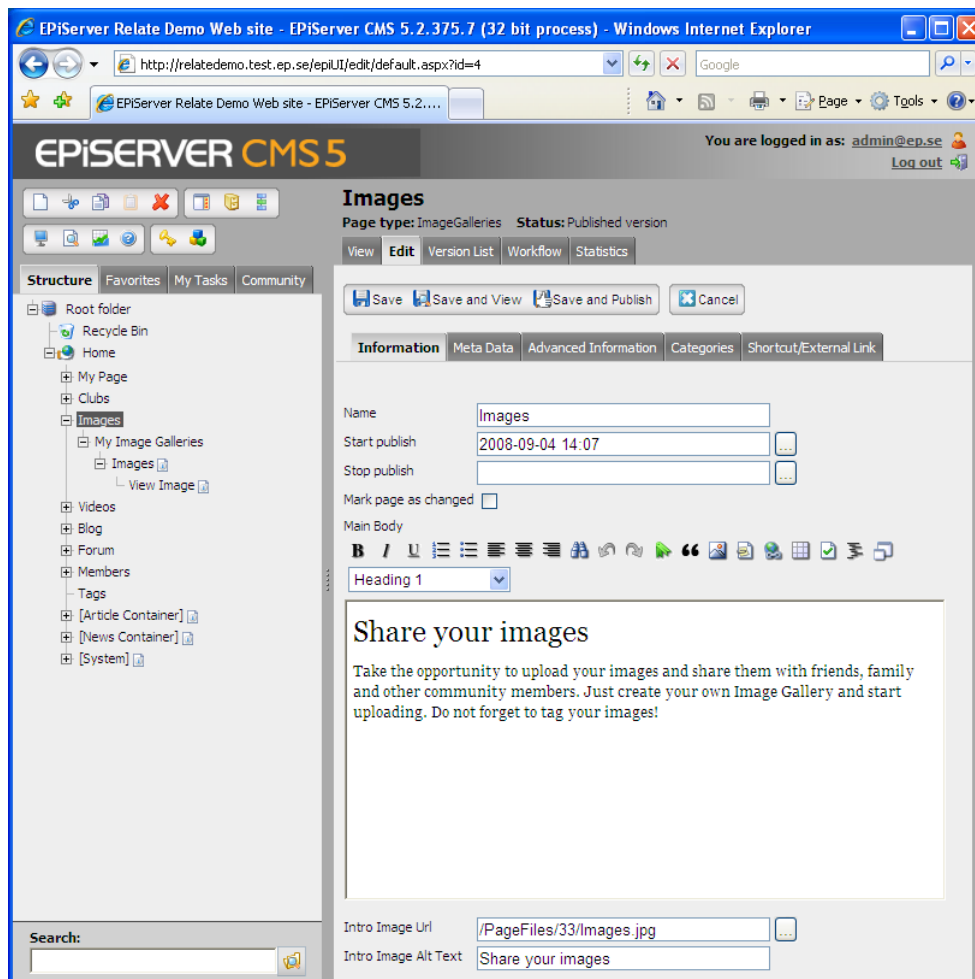 EPiServer Relate Demo Web site - EPiServer CMS 5.2.375.7 (32 bit process) - Windows Internet Explorer
http://relatedemo.test.ep.se/epiUI/edit/default.aspx?id=4
Google
EPiServer Relate Demo Web site - EPiServer CMS 5.2....
Page
Tools
EPiSERVER CMS 5
You are logged in as: admin@ep.se
Log out
Images
Page type: ImageGalleries Status: Published version
View Edit Version List Workflow Statistics
Structure Favorites My Tasks Community
Save Save and View Save and Publish Cancel
Information Meta Data Advanced Information Categories Shortcut/External Link
Root folder
Recycle Bin
Home
My Page
Clubs
Images
My Image Galleries
Images
View Image
Videos
Blog
Forum
Members
Tags
[Article Container]
[News Container]
[System]
Search:
Name Images
Start publish 2008-09-04 14:07 ...
Stop publish ...
Mark page as changed
Main Body
B I U
Heading 1
Share your images
Take the opportunity to upload your images and share them with friends, family
and other community members. Just create your own Image Gallery and start
uploading. Do not forget to tag your images!
Intro Image Url /PageFiles/33/Images.jpg ...
Intro Image Alt Text Share your images